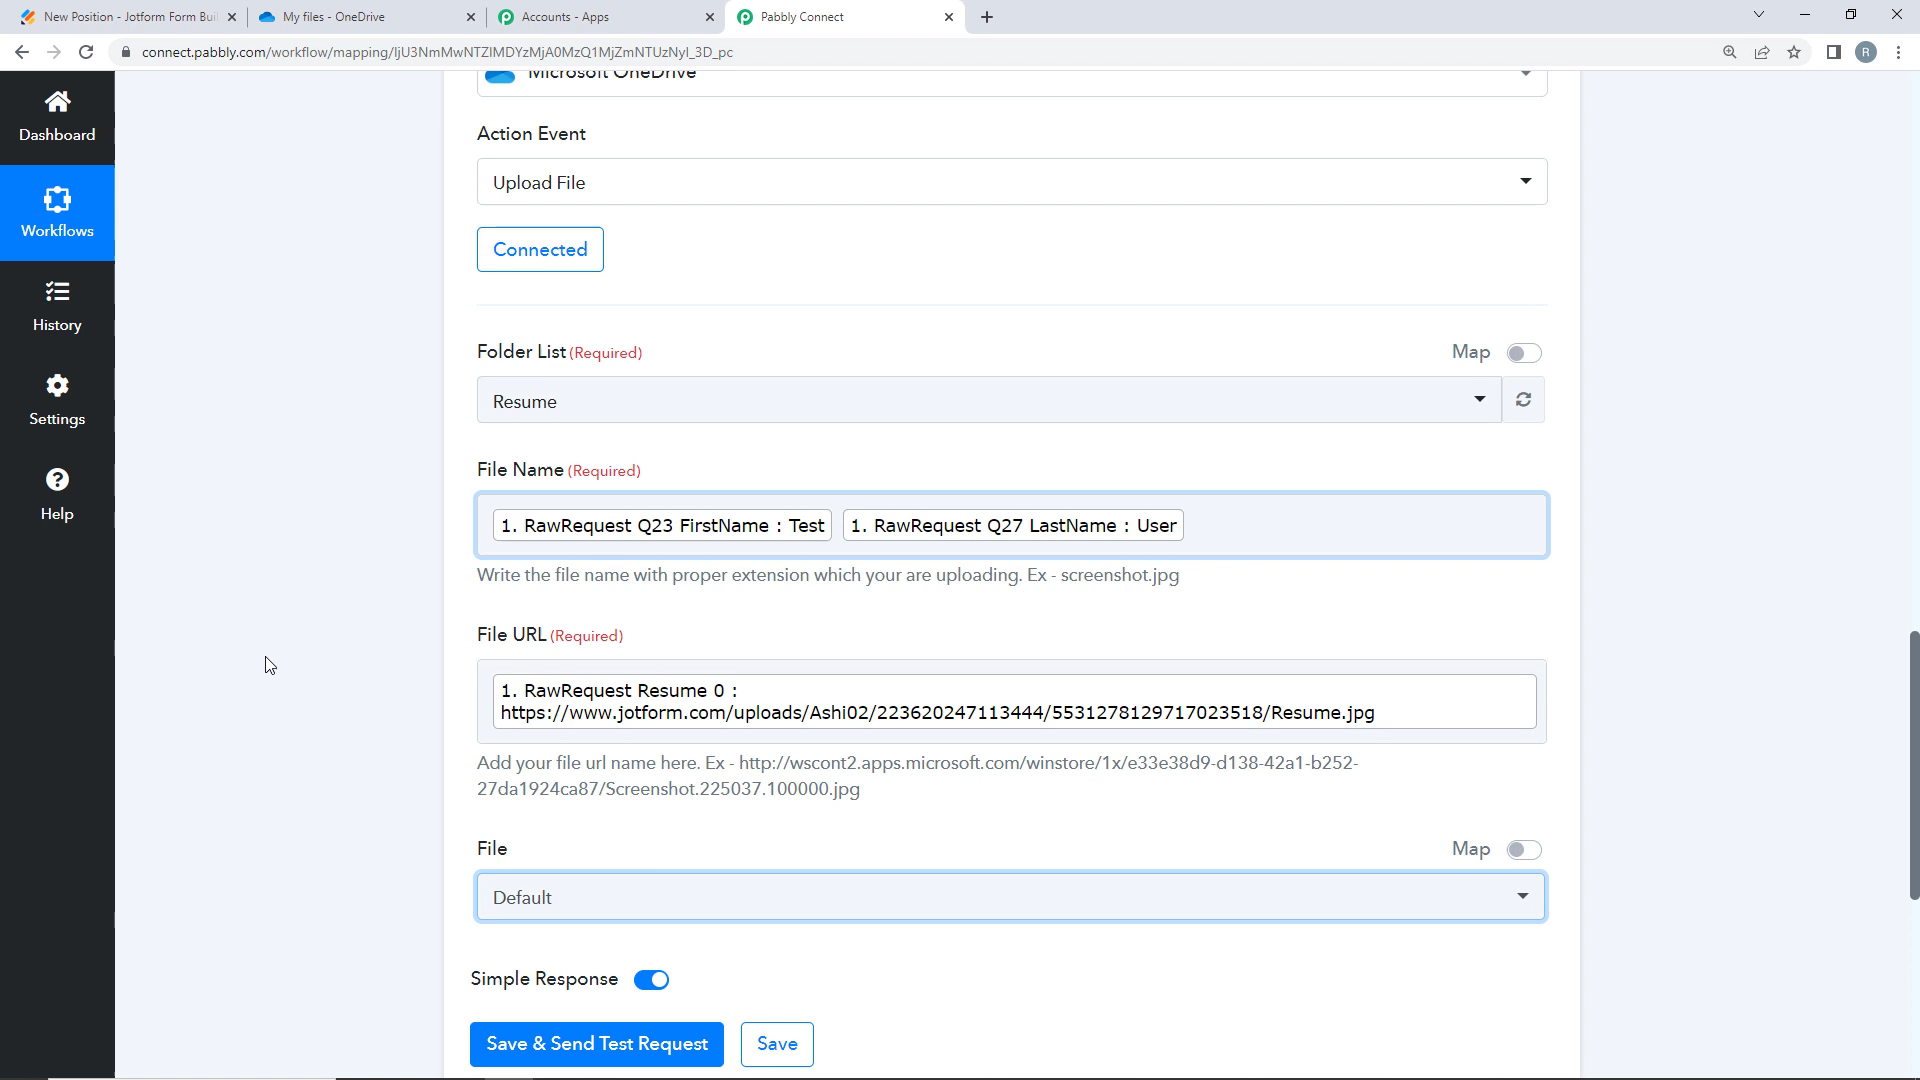 New Position - Jotform Form Bui
My files - OneDrive
Accounts - Apps
Pabbly Connect
connect.pabbly.com/workflow/mapping/IjU3NmMwNTZlMDYzMjA0MzQ1MjZmNTUzNyI_3D_pc
R
Microsoft OneDrive
Dashboard
Workflows
History
Settings
Help
Action Event
Upload File
Connected
Folder List (Required)
Map
Resume
File Name (Required)
1. RawRequest Q23 FirstName : Test
1. RawRequest Q27 LastName : User
Write the file name with proper extension which your are uploading. Ex - screenshot.jpg
File URL (Required)
1. RawRequest Resume 0 :
https://www.jotform.com/uploads/Ashi02/223620247113444/5531278129717023518/Resume.jpg
Add your file url name here. Ex - http://wscont2.apps.microsoft.com/winstore/1x/e33e38d9-d138-42a1-b252-
27da1924ca87/Screenshot.225037.100000.jpg
File
Map
Default
Simple Response
Save & Send Test Request
Save